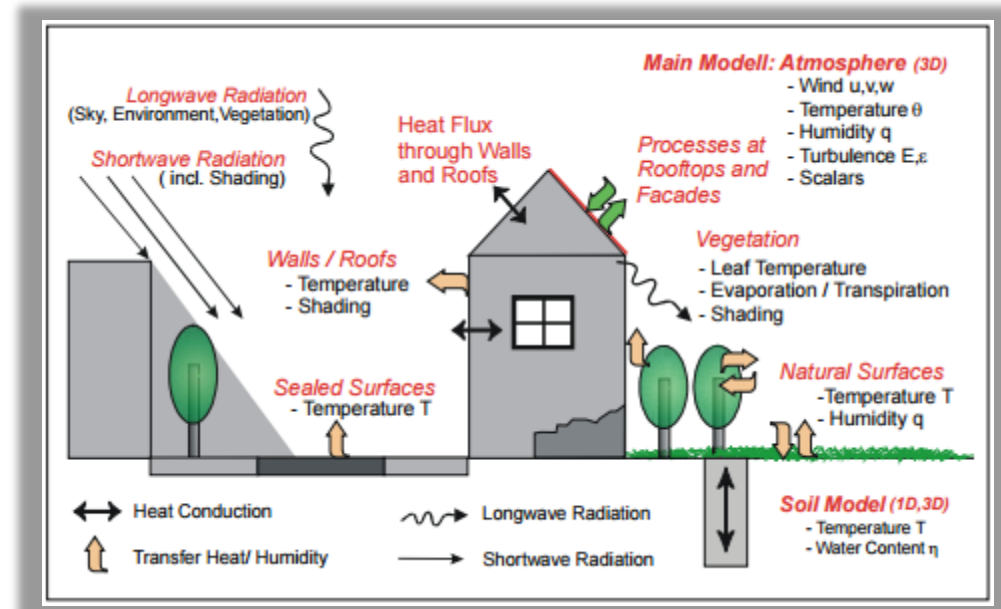 Longwave Radiation
(Sky, Environment,Vegetation)
Shortwave Radiation
( incl. Shading)
Heat Flux
through Walls
and Roofs
Main Modell: Atmosphere (3D)
- Wind u,v,w
- Temperature θ
- Humidity q
- Turbulence E,ε
- Scalars
Processes at
Rooftops and
Facades
Walls / Roofs
- Temperature
- Shading
Vegetation
- Leaf Temperature
- Evaporation / Transpiration
- Shading
Sealed Surfaces
- Temperature T
Natural Surfaces
-Temperature T
- Humidity q
Soil Model (1D,3D)
- Temperature T
- Water Content η
Heat Conduction
Longwave Radiation
Transfer Heat/ Humidity
Shortwave Radiation